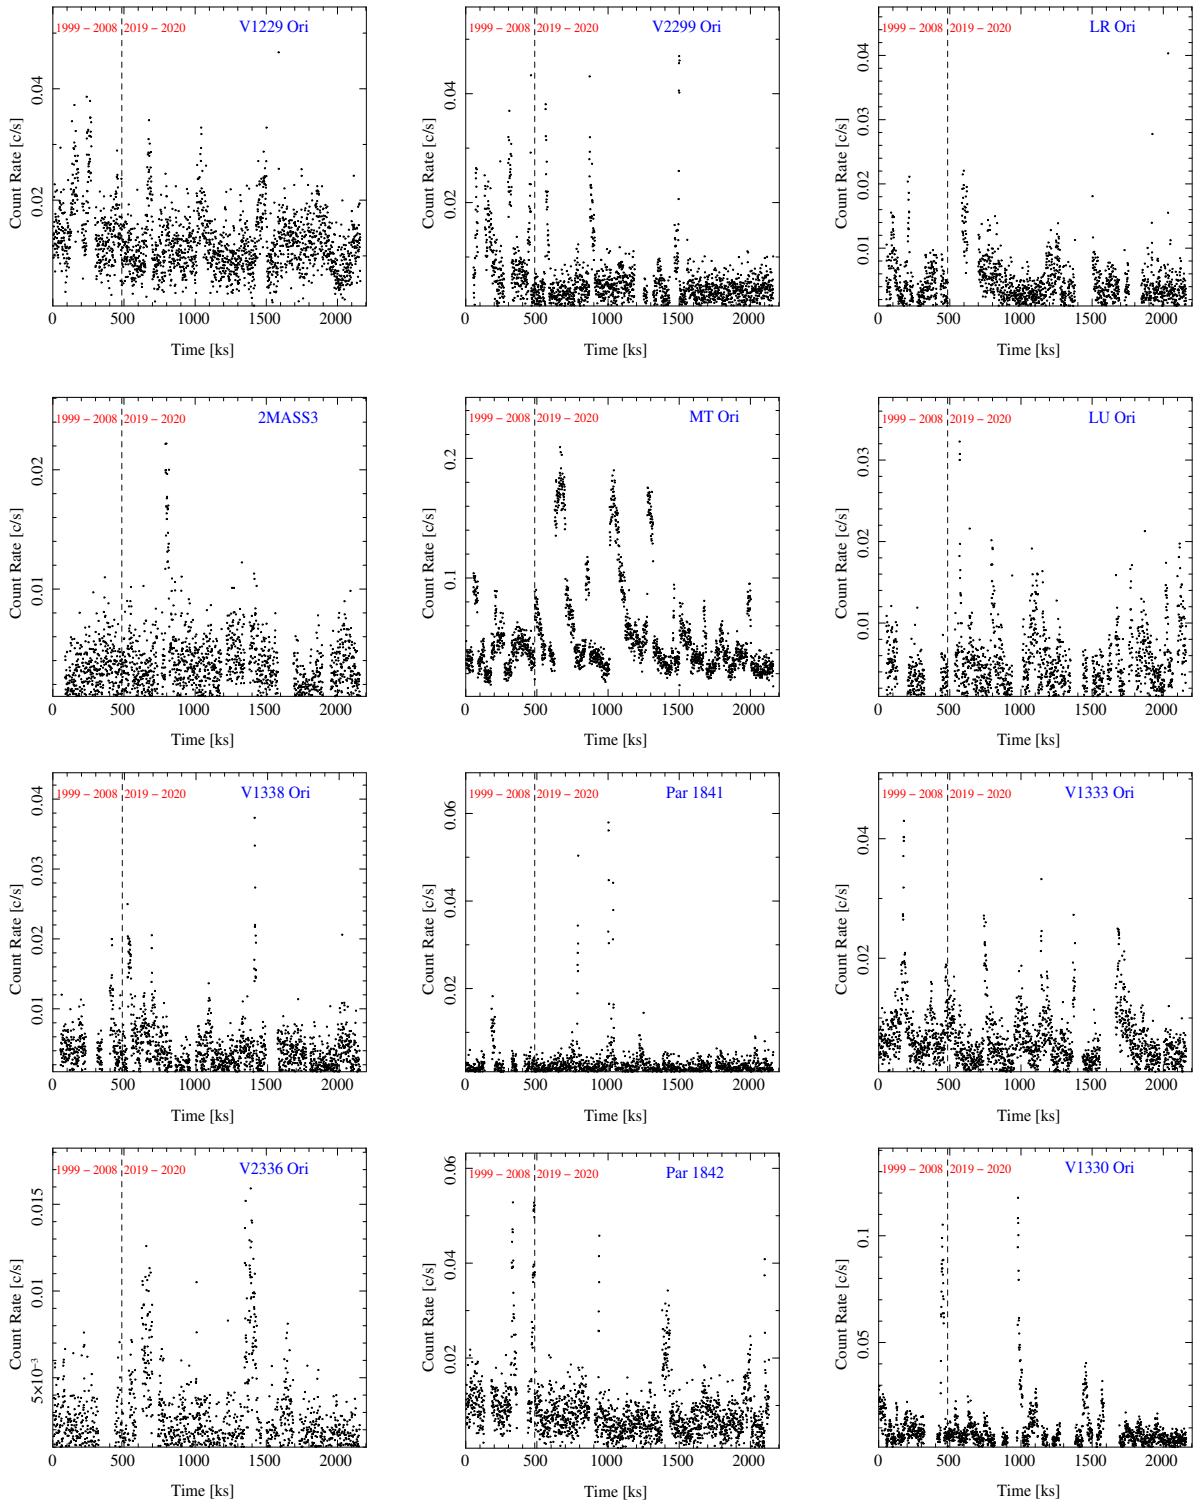 1999 − 2008 2019 − 2020 V1229 Ori
Count Rate [c/s]
0.02 0.04
0 500 1000 1500 2000
Time [ks]
1999 − 2008 2019 − 2020 V2299 Ori
Count Rate [c/s]
0.02 0.04
0 500 1000 1500 2000
Time [ks]
1999 − 2008 2019 − 2020 LR Ori
Count Rate [c/s]
0.01 0.02 0.03 0.04
0 500 1000 1500 2000
Time [ks]
1999 − 2008 2019 − 2020 2MASS3
Count Rate [c/s]
0.01 0.02
0 500 1000 1500 2000
Time [ks]
1999 − 2008 2019 − 2020 MT Ori
Count Rate [c/s]
0.1 0.2
0 500 1000 1500 2000
Time [ks]
1999 − 2008 2019 − 2020 LU Ori
Count Rate [c/s]
0.01 0.02 0.03
0 500 1000 1500 2000
Time [ks]
1999 − 2008 2019 − 2020 V1338 Ori
Count Rate [c/s]
0.01 0.02 0.03 0.04
0 500 1000 1500 2000
Time [ks]
1999 − 2008 2019 − 2020 Par 1841
Count Rate [c/s]
0.02 0.04 0.06
0 500 1000 1500 2000
Time [ks]
1999 − 2008 2019 − 2020 V1333 Ori
Count Rate [c/s]
0.02 0.04
0 500 1000 1500 2000
Time [ks]
1999 − 2008 2019 − 2020 V2336 Ori
Count Rate [c/s]
5×10⁻³ 0.01 0.015
0 500 1000 1500 2000
Time [ks]
1999 − 2008 2019 − 2020 Par 1842
Count Rate [c/s]
0.02 0.04 0.06
0 500 1000 1500 2000
Time [ks]
1999 − 2008 2019 − 2020 V1330 Ori
Count Rate [c/s]
0.05 0.1
0 500 1000 1500 2000
Time [ks]